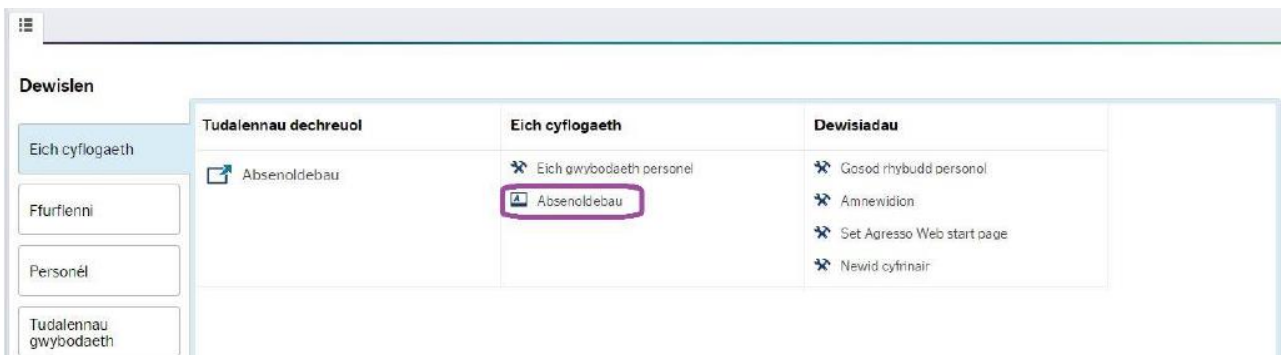 Dewislen
Eich cyflogaeth
Ffurflenni
Personél
Tudalennau
gwybodaeth
Tudalennau dechreuol
Absenoldebau
Eich cyflogaeth
Eich gwybodaeth personel
Absenoldebau
Dewisiadau
Gosod rhybudd personol
Amnewidion
Set Agresso Web start page
Newid cyfrinair